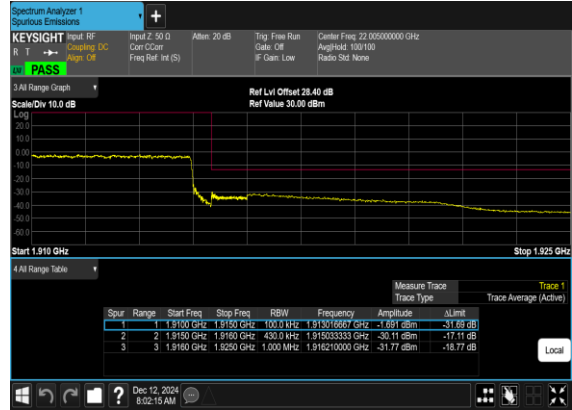 Spectrum Analyzer 1
Spurious Emissions
+
KEYSIGHT Input: RF Input Z: 50 Ω Atten: 20 dB Trig: Free Run Center Freq: 22.005000000 GHz
R T Coupling: DC Corr CCorr Gate: Off Avg|Hold: 100/100
Align: Off Freq Ref: Int (S) IF Gain: Low Radio Std: None
LW PASS
3 All Range Graph
Ref Lvl Offset 28.40 dB
Scale/Div 10.0 dB Ref Value 30.00 dBm
Log
20.0
10.0
0.00
-10.0
-20.0
-30.0
-40.0
-50.0
-60.0
Start 1.910 GHz Stop 1.925 GHz
4 All Range Table
Measure Trace Trace 1
Trace Type Trace Average (Active)
Spur Range Start Freq Stop Freq RBW Frequency Amplitude ΔLimit
1 1 1.9100 GHz 1.9150 GHz 100.0 kHz 1.913016667 GHz -1.691 dBm -31.69 dB
2 2 1.9150 GHz 1.9160 GHz 430.0 kHz 1.915033333 GHz -30.11 dBm -17.11 dB
3 3 1.9160 GHz 1.9250 GHz 1.000 MHz 1.916210000 GHz -31.77 dBm -18.77 dB
Local
? Dec 12, 2024
8:02:15 AM